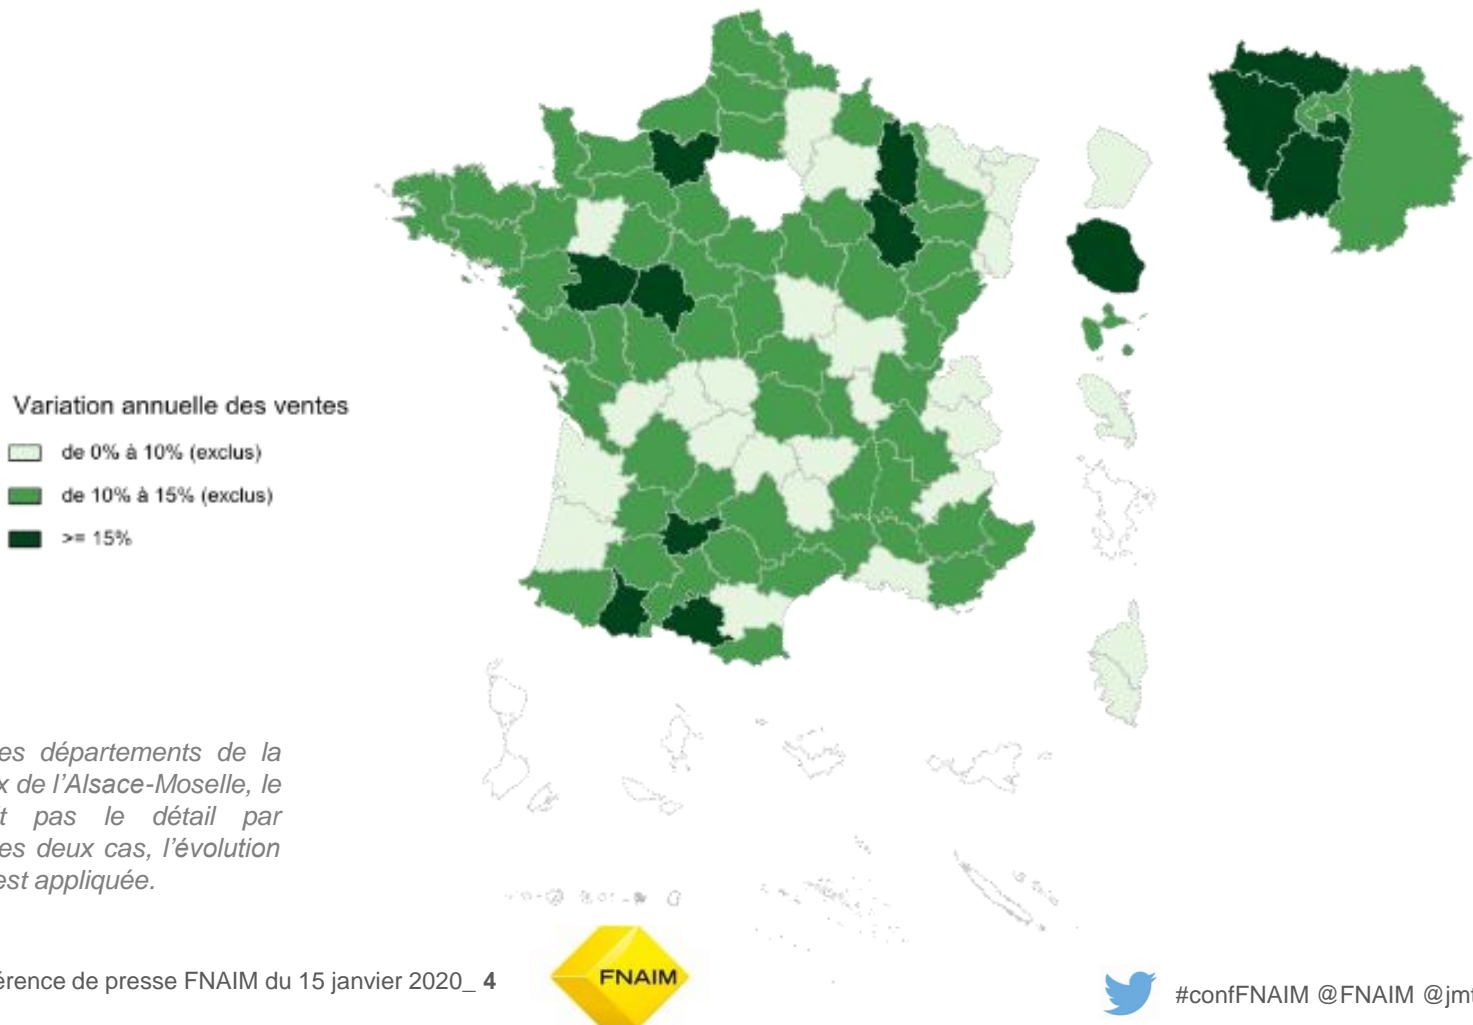 Variation annuelle des ventes
de 0% à 10% (exclus)
de 10% à 15% (exclus)
>= 15%
es départements de la
x de l'Alsace-Moselle, le
t pas le détail par
es deux cas, l'évolution
est appliquée.
érence de presse FNAIM du 15 janvier 2020_ 4
FNAIM
#confFNAIM @FNAIM @jmt